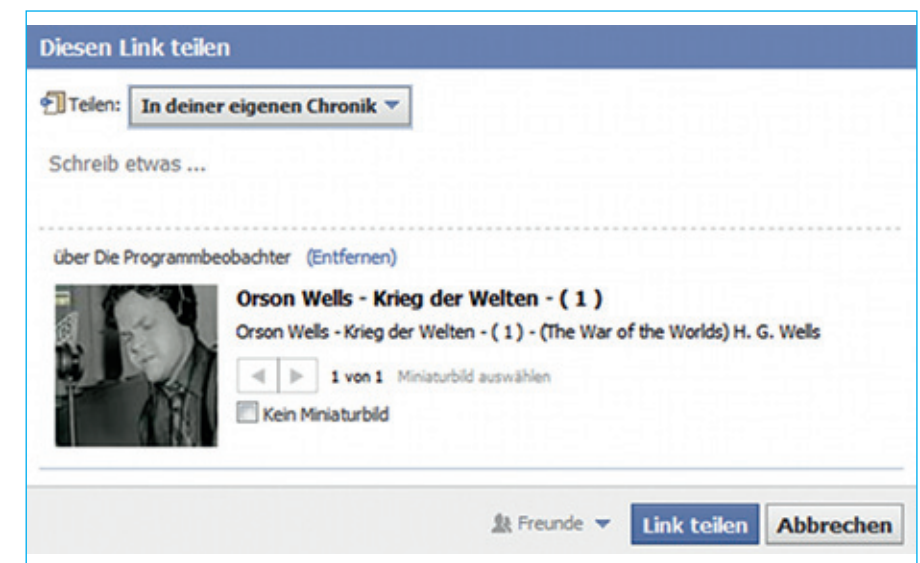 Diesen Link teilen
Teilen: In deiner eigenen Chronik
Schreib etwas ...
über Die Programmbeobachter (Entfernen)
Orson Wells - Krieg der Welten - ( 1 )
Orson Wells - Krieg der Welten - ( 1 ) - (The War of the Worlds) H. G. Wells
1 von 1 Miniaturbild auswählen
Kein Miniaturbild
Freunde Link teilen Abbrechen